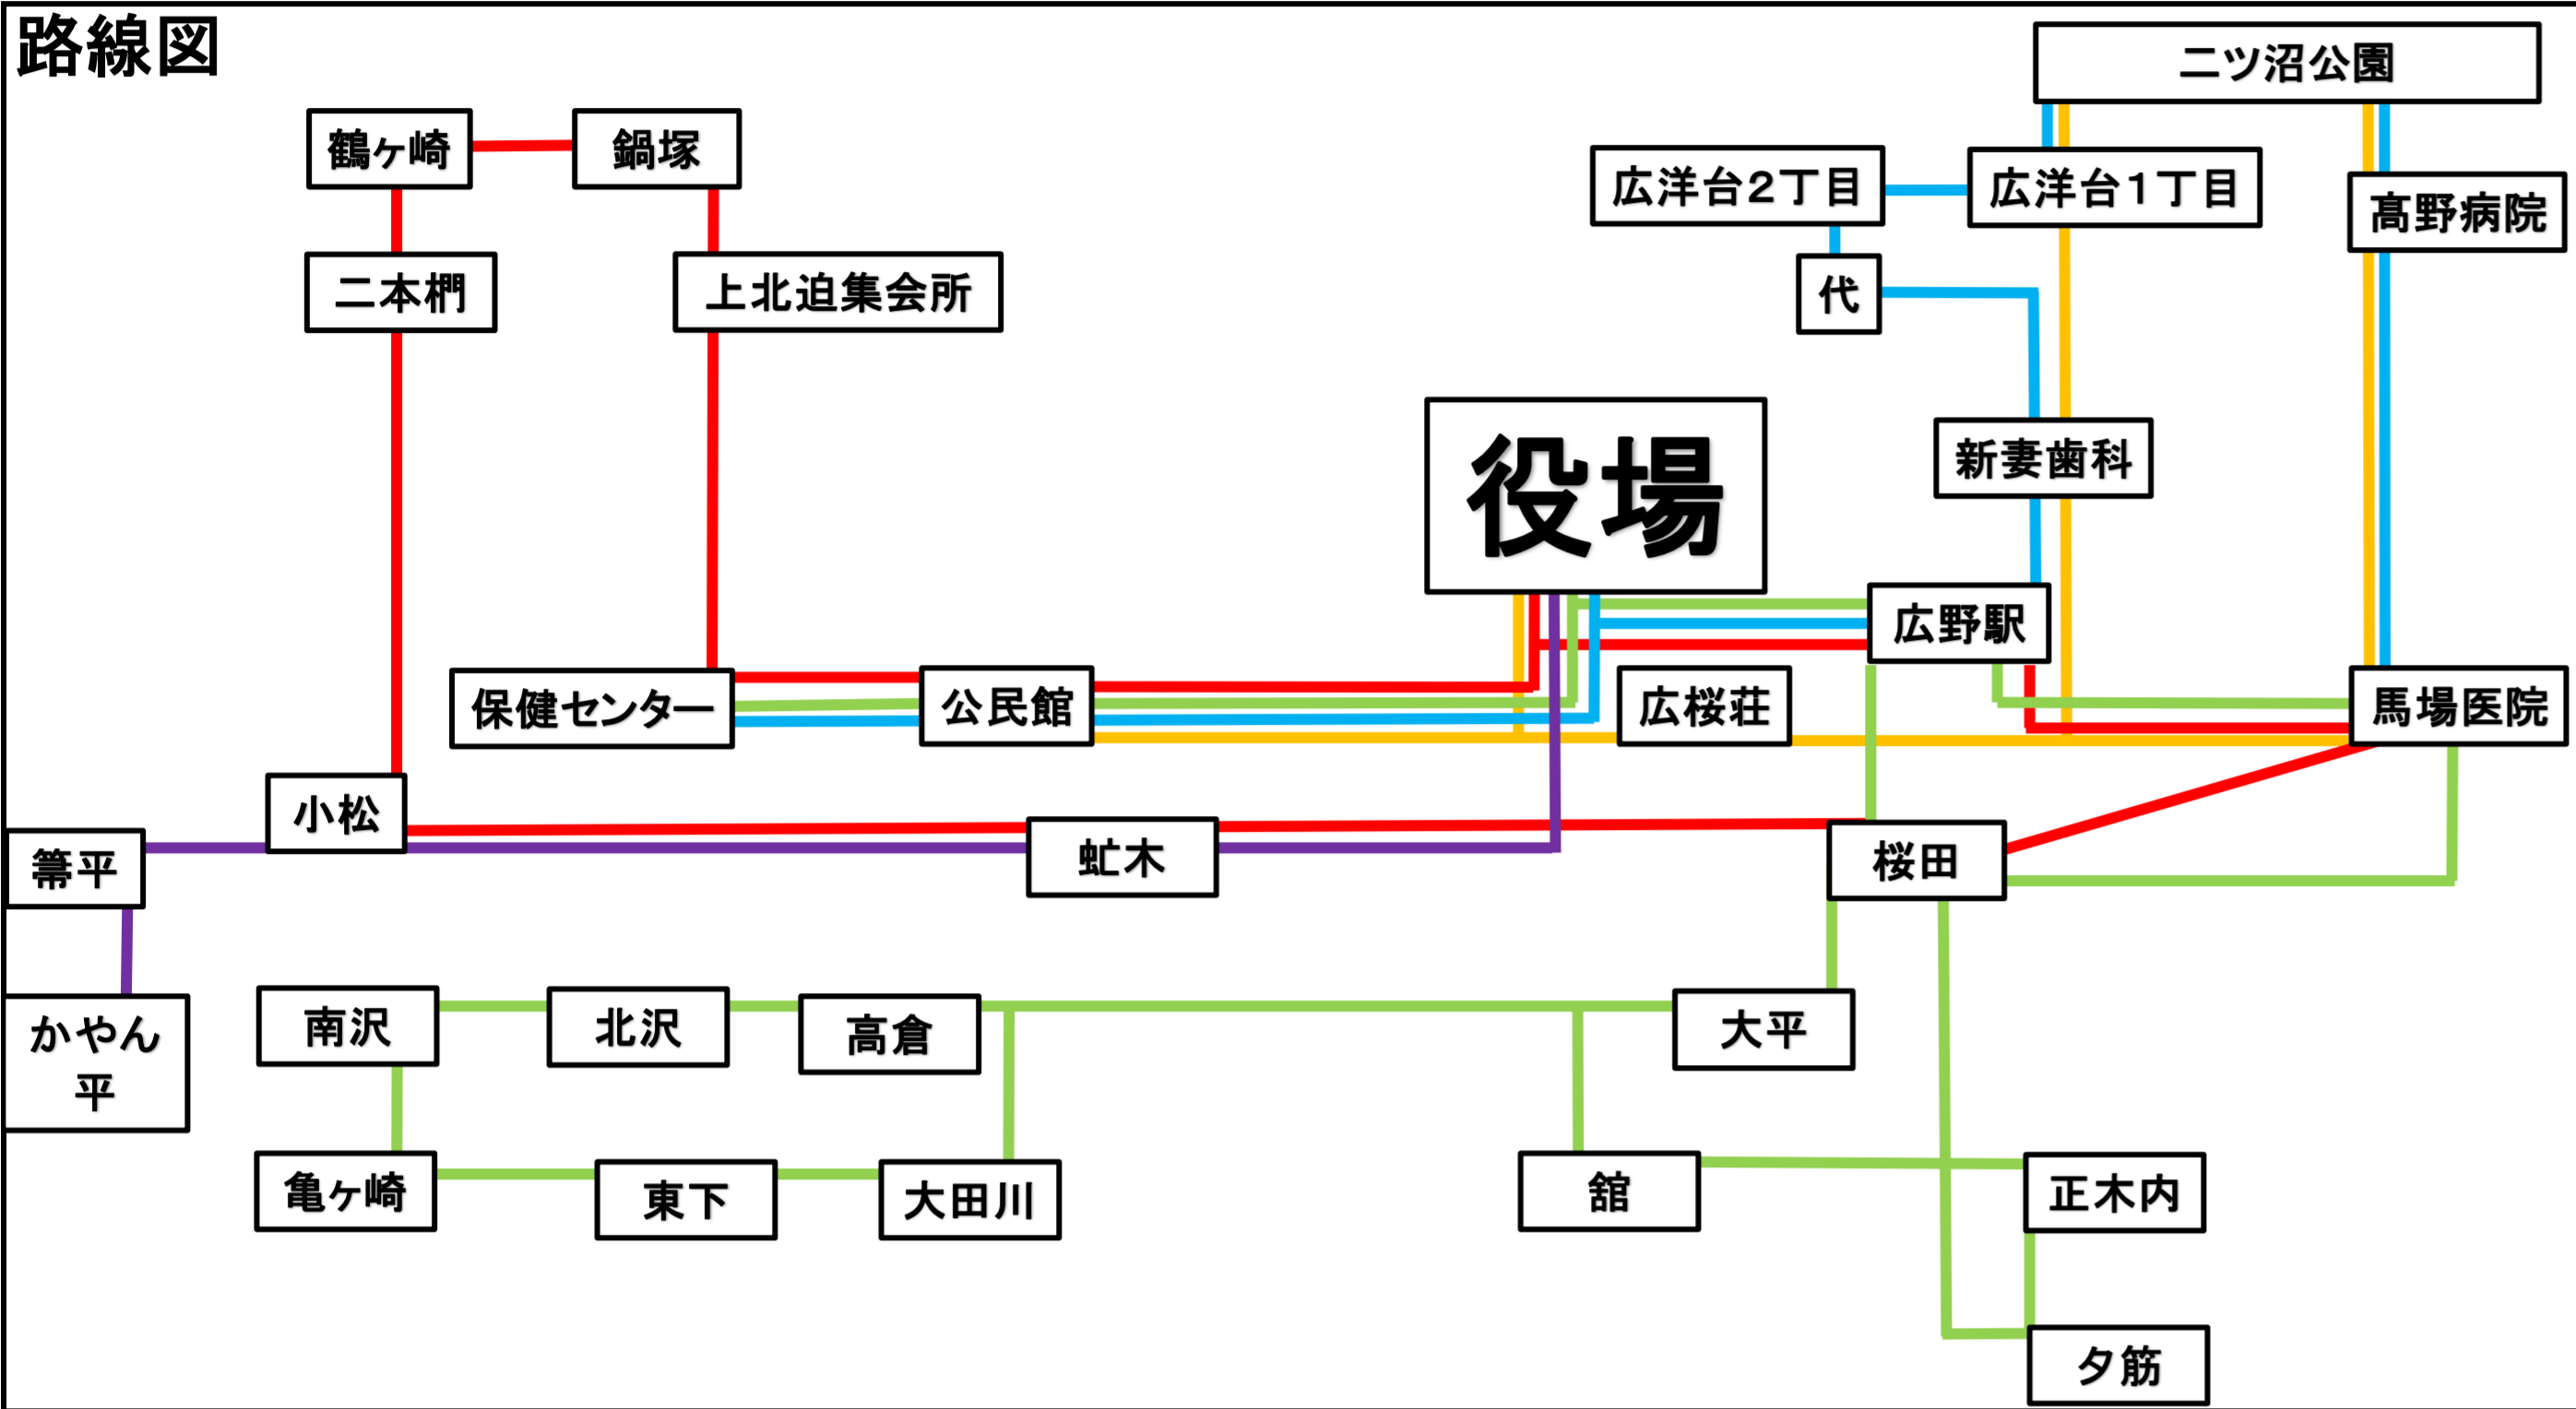 路線図
二ツ沼公園
鶴ヶ崎
鍋塚
広洋台2丁目
広洋台1丁目
髙野病院
二本椚
上北迫集会所
代
役場
新妻歯科
広野駅
保健センター
公民館
広桜荘
馬場医院
小松
箒平
虻木
桜田
かやん
平
南沢
北沢
高倉
大平
亀ヶ崎
東下
大田川
舘
正木内
夕筋